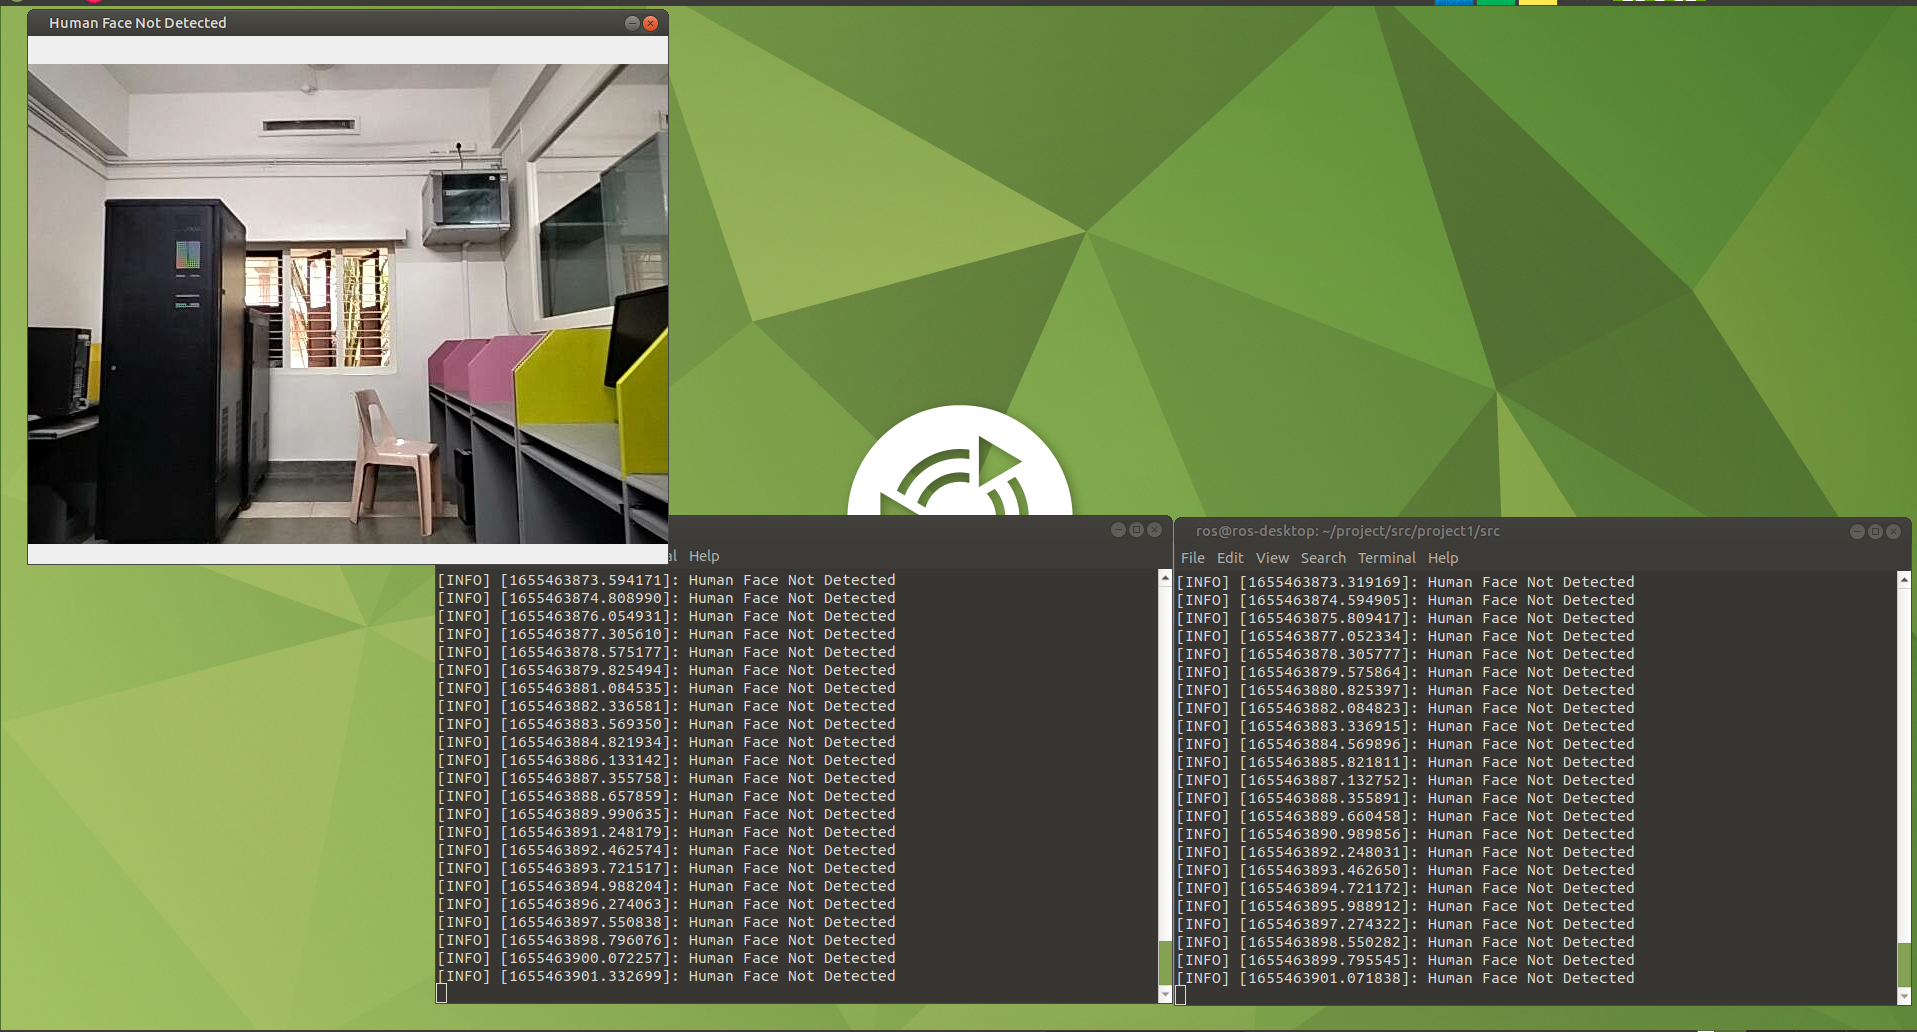 Human Face Not Detected
al Help
[INFO] [1655463873.594171]: Human Face Not Detected
[INFO] [1655463874.808990]: Human Face Not Detected
[INFO] [1655463876.054931]: Human Face Not Detected
[INFO] [1655463877.305610]: Human Face Not Detected
[INFO] [1655463878.575177]: Human Face Not Detected
[INFO] [1655463879.825494]: Human Face Not Detected
[INFO] [1655463881.084535]: Human Face Not Detected
[INFO] [1655463882.336581]: Human Face Not Detected
[INFO] [1655463883.569350]: Human Face Not Detected
[INFO] [1655463884.821934]: Human Face Not Detected
[INFO] [1655463886.133142]: Human Face Not Detected
[INFO] [1655463887.355758]: Human Face Not Detected
[INFO] [1655463888.657859]: Human Face Not Detected
[INFO] [1655463889.990635]: Human Face Not Detected
[INFO] [1655463891.248179]: Human Face Not Detected
[INFO] [1655463892.462574]: Human Face Not Detected
[INFO] [1655463893.721517]: Human Face Not Detected
[INFO] [1655463894.988204]: Human Face Not Detected
[INFO] [1655463896.274063]: Human Face Not Detected
[INFO] [1655463897.550838]: Human Face Not Detected
[INFO] [1655463898.796076]: Human Face Not Detected
[INFO] [1655463900.072257]: Human Face Not Detected
[INFO] [1655463901.332699]: Human Face Not Detected
ros@ros-desktop: ~/project/src/project1/src
File Edit View Search Terminal Help
[INFO] [1655463873.319169]: Human Face Not Detected
[INFO] [1655463874.594905]: Human Face Not Detected
[INFO] [1655463875.809417]: Human Face Not Detected
[INFO] [1655463877.052334]: Human Face Not Detected
[INFO] [1655463878.305777]: Human Face Not Detected
[INFO] [1655463879.575864]: Human Face Not Detected
[INFO] [1655463880.825397]: Human Face Not Detected
[INFO] [1655463882.084823]: Human Face Not Detected
[INFO] [1655463883.336915]: Human Face Not Detected
[INFO] [1655463884.569896]: Human Face Not Detected
[INFO] [1655463885.821811]: Human Face Not Detected
[INFO] [1655463887.132752]: Human Face Not Detected
[INFO] [1655463888.355891]: Human Face Not Detected
[INFO] [1655463889.660458]: Human Face Not Detected
[INFO] [1655463890.989856]: Human Face Not Detected
[INFO] [1655463892.248031]: Human Face Not Detected
[INFO] [1655463893.462650]: Human Face Not Detected
[INFO] [1655463894.721172]: Human Face Not Detected
[INFO] [1655463895.988912]: Human Face Not Detected
[INFO] [1655463897.274322]: Human Face Not Detected
[INFO] [1655463898.550282]: Human Face Not Detected
[INFO] [1655463899.795545]: Human Face Not Detected
[INFO] [1655463901.071838]: Human Face Not Detected